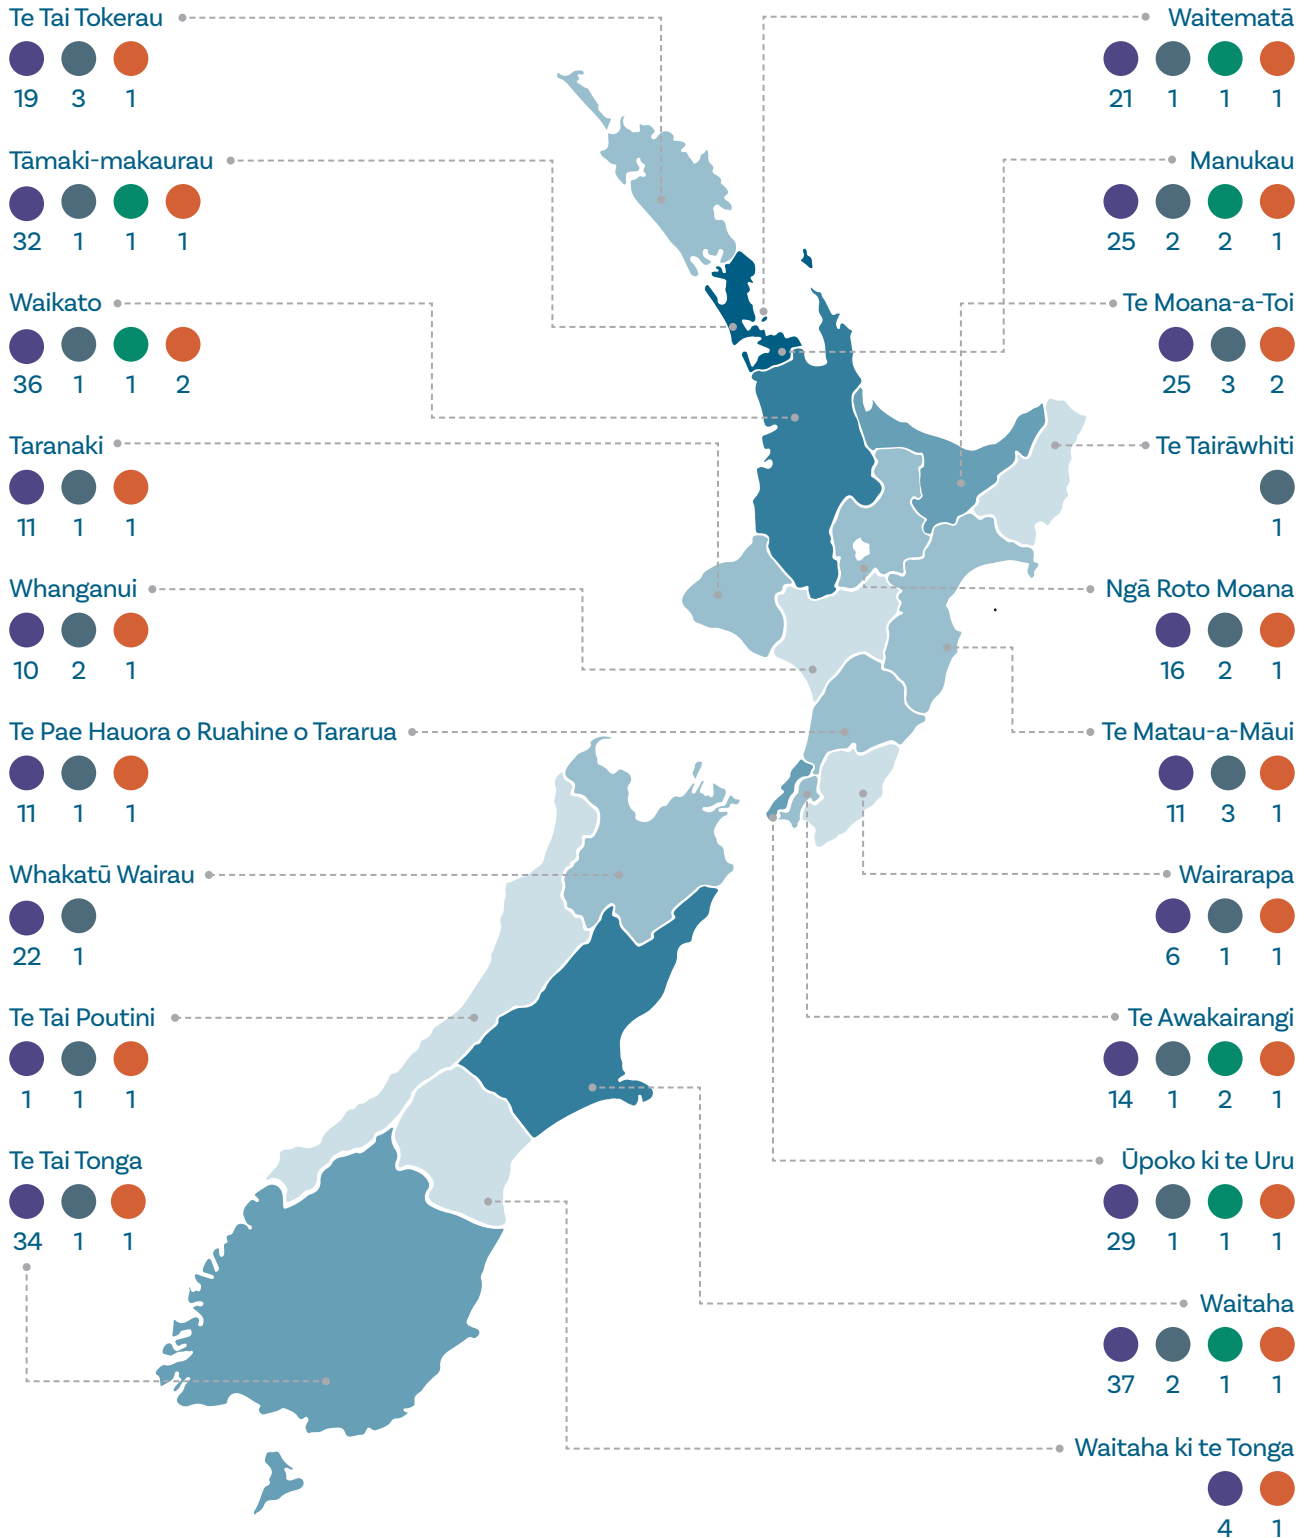 Te Tai Tokerau
19 3 1
Tāmaki-makaurau
32 1 1 1
Waikato
36 1 1 2
Taranaki
11 1 1
Whanganui
10 2 1
Te Pae Hauora o Ruahine o Tararua
11 1 1
Whakatū Wairau
22 1
Te Tai Poutini
1 1 1
Te Tai Tonga
34 1 1
Waitematā
21 1 1 1
Manukau
25 2 2 1
Te Moana-a-Toi
25 3 2
Te Tairāwhiti
1
Ngā Roto Moana
16 2 1
Te Matau-a-Māui
11 3 1
Wairarapa
6 1 1
Te Awakairangi
14 1 2 1
Ūpoko ki te Uru
29 1 1 1
Waitaha
37 2 1 1
Waitaha ki te Tonga
4 1